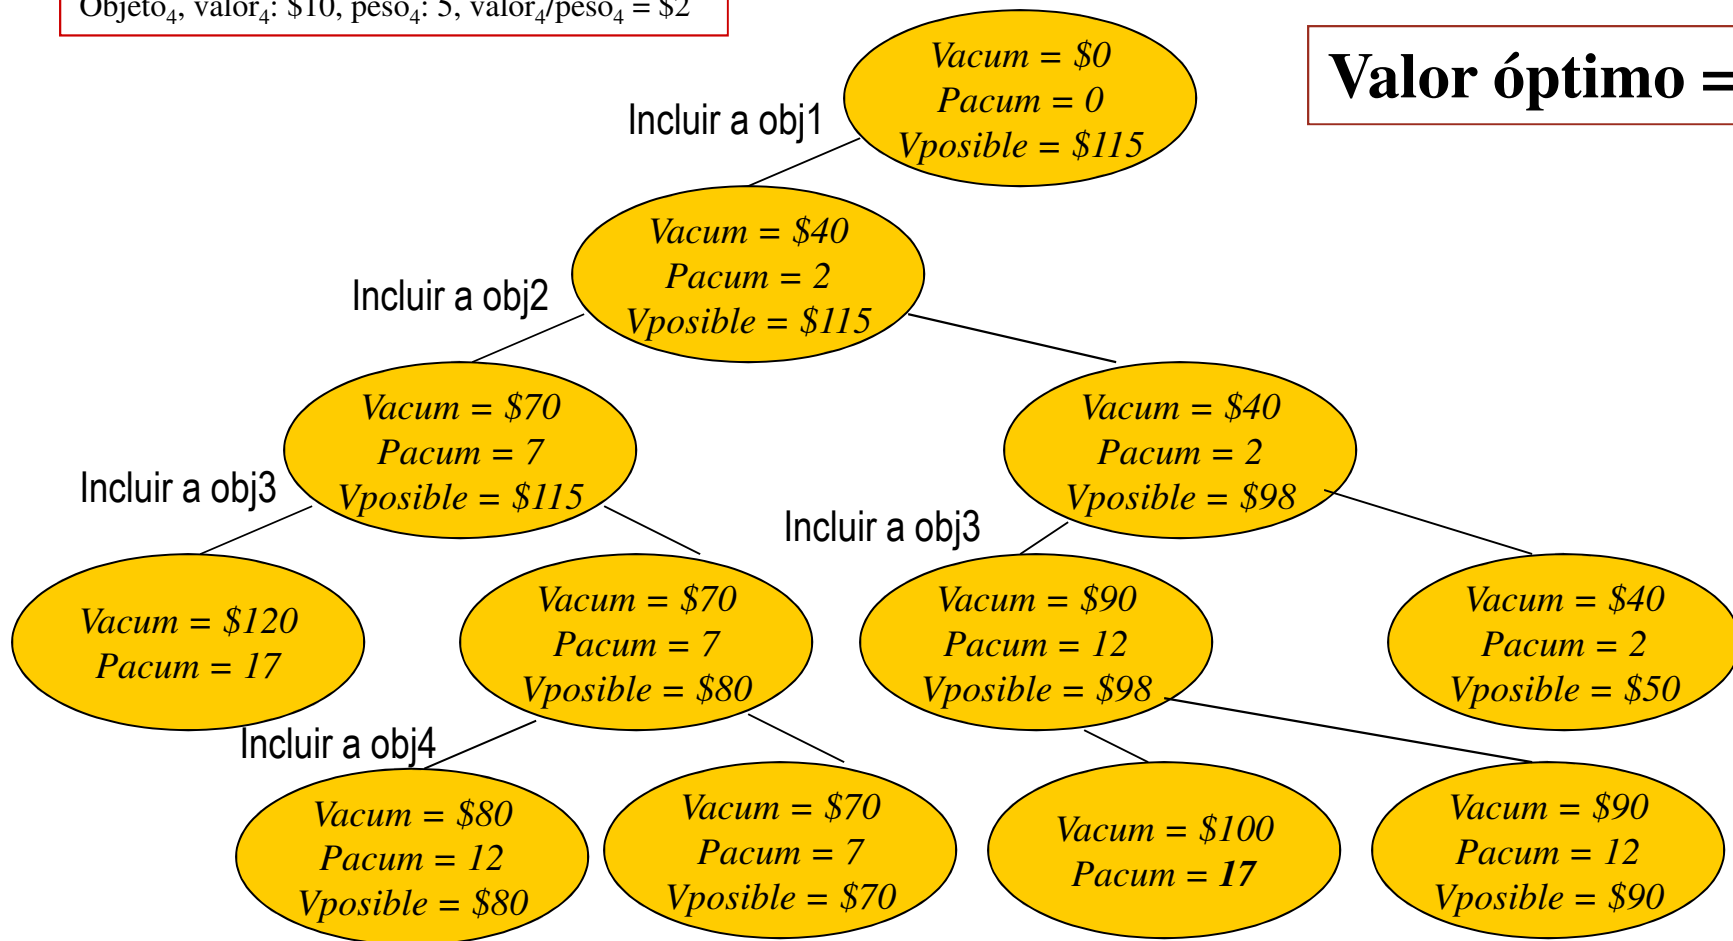 Objeto₄, valor₄: $10, peso₄: 5, valor₄/peso₄ = $2
Valor óptimo =
Vacum = $0
Pacum = 0
Vposible = $115
Incluir a obj1
Vacum = $40
Pacum = 2
Vposible = $115
Incluir a obj2
Vacum = $70
Pacum = 7
Vposible = $115
Vacum = $40
Pacum = 2
Vposible = $98
Incluir a obj3
Incluir a obj3
Vacum = $120
Pacum = 17
Vacum = $70
Pacum = 7
Vposible = $80
Vacum = $90
Pacum = 12
Vposible = $98
Vacum = $40
Pacum = 2
Vposible = $50
Incluir a obj4
Vacum = $80
Pacum = 12
Vposible = $80
Vacum = $70
Pacum = 7
Vposible = $70
Vacum = $100
Pacum = 17
Vacum = $90
Pacum = 12
Vposible = $90